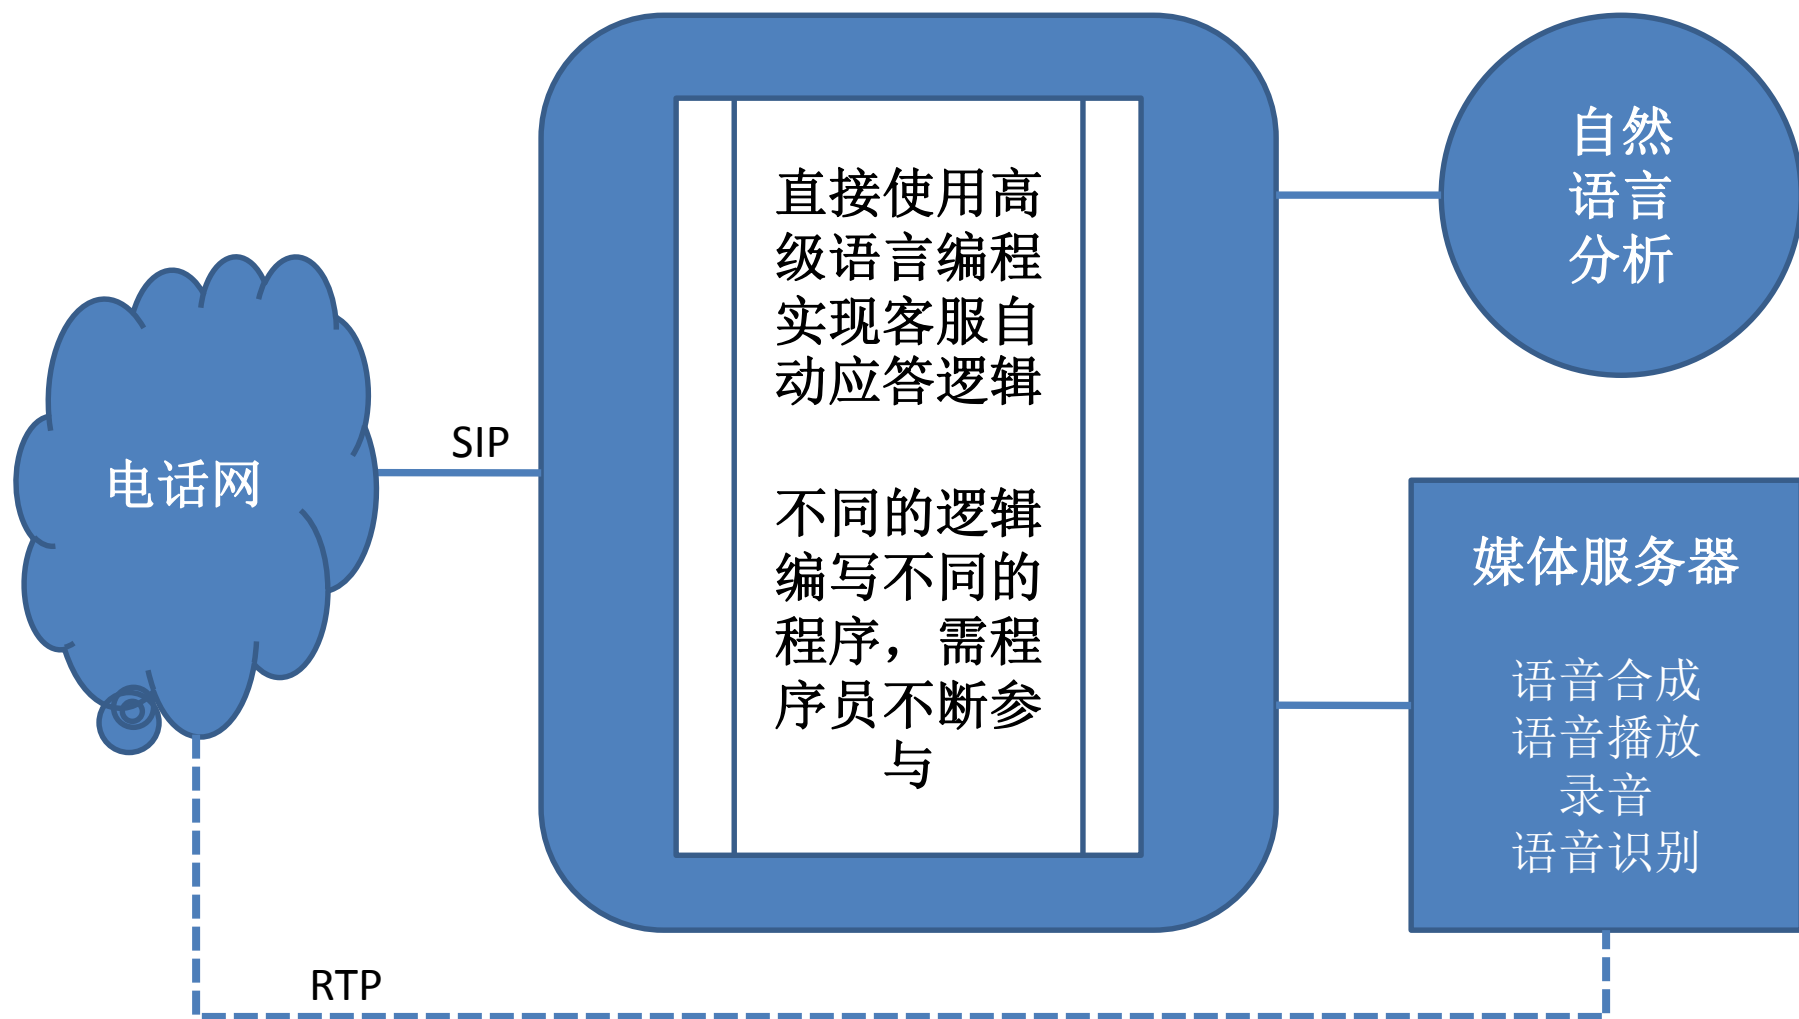 电话网
SIP
直接使用高
级语言编程
实现客服自
动应答逻辑
不同的逻辑
编写不同的
程序，需程
序员不断参
与
自然
语言
分析
媒体服务器
语音合成
语音播放
录音
语音识别
RTP